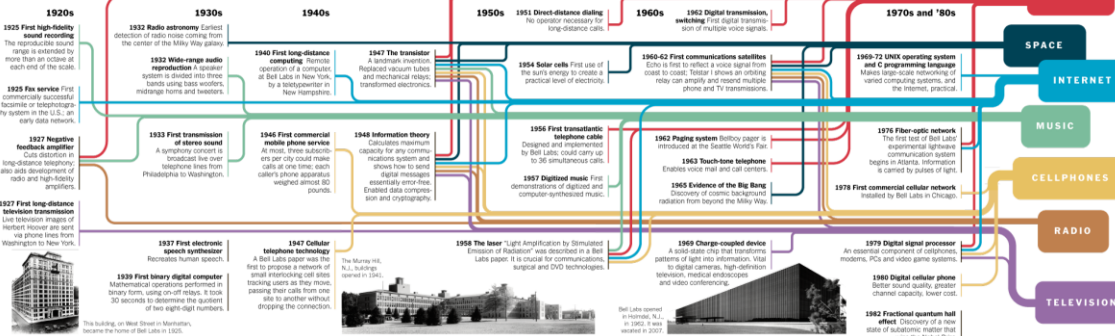 1920s
1925 First high-fidelity
sound recording
The reproducible sound
range is extended by
more than an octave at
each end of the scale.
1925 Fax service First
commercially successful
facsimile or telephotogra-
phy system in the U.S.; an
early data network.
1927 Negative
feedback amplifier
Cuts distortion in
long-distance telephony;
also aids development of
radio and high-fidelity
amplifiers.
1927 First long-distance
television transmission
Live television images of
Herbert Hoover are sent
via phone lines from
Washington to New York.
This building, on West Street in Manhattan,
became the home of Bell Labs in 1925.
1930s
1932 Radio astronomy Earliest
detection of radio noise coming from
the center of the Milky Way galaxy.
1932 Wide-range audio
reproduction A speaker
system is divided into three
bands using bass woofers,
midrange horns and tweeters.
1933 First transmission
of stereo sound
A symphony concert is
broadcast live over
telephone lines from
Philadelphia to Washington.
1937 First electronic
speech synthesizer
Recreates human speech.
1939 First binary digital computer
Mathematical operations performed in
binary form, using on-off relays. It took
30 seconds to determine the quotient
of two eight-digit numbers.
1940s
1940 First long-distance
computing Remote
operation of a computer,
at Bell Labs in New York,
by a teletypewriter in
New Hampshire.
1946 First commercial
mobile phone service
At most, three subscrib-
ers per city could make
calls at one time; each
caller's phone apparatus
weighed almost 80
pounds.
1947 Cellular
telephone technology
A Bell Labs paper was the
first to propose a network of
small interlocking cell sites
tracking users as they move,
passing their calls from one
site to another without
dropping the connection.
1947 The transistor
A landmark invention.
Replaced vacuum tubes
and mechanical relays;
transformed electronics.
1948 Information theory
Calculates maximum
capacity for any commu-
nications system and
shows how to send
digital messages
essentially error-free.
Enabled data compres-
sion and cryptography.
The Murray Hill,
N.J., buildings
opened in 1941.
1950s
1951 Direct-distance dialing
No operator necessary for
long-distance calls.
1954 Solar cells First use of
the sun's energy to create a
practical level of electricity.
1956 First transatlantic
telephone cable
Designed and implemented
by Bell Labs; could carry up
to 36 simultaneous calls.
1957 Digitized music First
demonstrations of digitized and
computer-synthesized music.
1958 The laser "Light Amplification by Stimulated
Emission of Radiation" was described in a Bell
Labs paper. It is crucial for communications,
surgical and DVD technologies.
1960s
1962 Digital transmission,
switching First digital transmis-
sion of multiple voice signals.
1960-62 First communications satellites
Echo is first to reflect a voice signal from
coast to coast; Telstar I shows an orbiting
relay can amplify and resend multiple
phone and TV transmissions.
1962 Paging system Bellboy pager is
introduced at the Seattle World's Fair.
1963 Touch-tone telephone
Enables voice mail and call centers.
1965 Evidence of the Big Bang
Discovery of cosmic background
radiation from beyond the Milky Way.
1969 Charge-coupled device
A solid-state chip that transforms
patterns of light into information. Vital
to digital cameras, high-definition
television, medical endoscopes
and video conferencing.
Bell Labs opened
in Holmdel, N.J.,
in 1962. It was
vacated in 2007.
1970s and '80s
1969-72 UNIX operating system
and C programming language
Makes large-scale networking of
varied computing systems, and
the Internet, practical.
1976 Fiber-optic network
The first test of Bell Labs'
experimental lightwave
communication system
begins in Atlanta. Information
is carried by pulses of light.
1978 First commercial cellular network
Installed by Bell Labs in Chicago.
1979 Digital signal processor
An essential component of cellphones,
modems, PCs and video game systems.
1980 Digital cellular phone
Better sound quality, greater
channel capacity, lower cost.
1982 Fractional quantum hall
effect Discovery of a new
state of subatomic matter that
SPACE
INTERNET
MUSIC
CELLPHONES
RADIO
TELEVISION